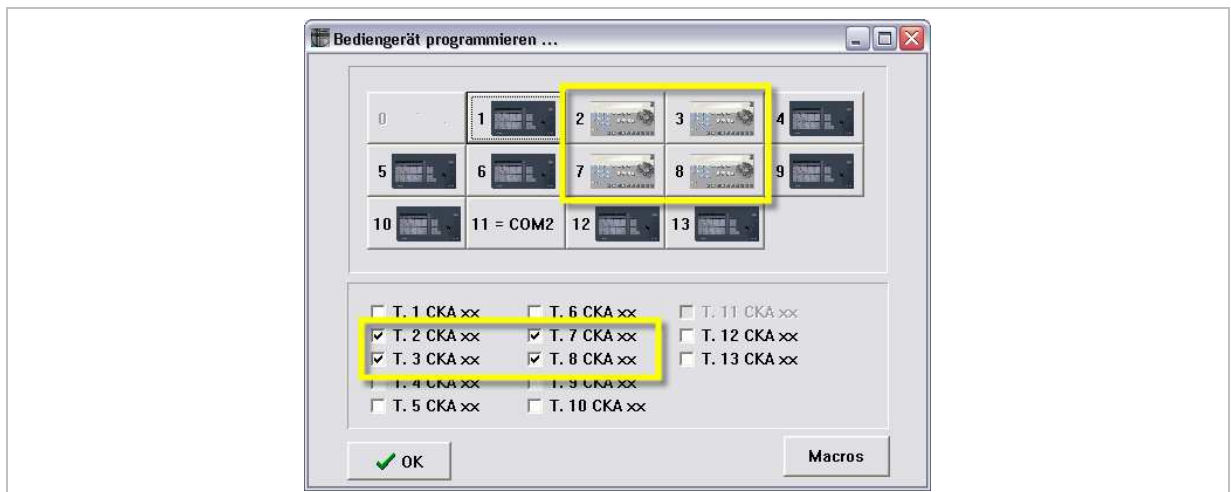 Bediengerät programmieren ...
0 1 2 3 4
5 6 7 8 9
10 11 = COM2 12 13
T. 1 CKA xx T. 6 CKA xx T. 11 CKA xx
T. 2 CKA xx T. 7 CKA xx T. 12 CKA xx
T. 3 CKA xx T. 8 CKA xx T. 13 CKA xx
T. 4 CKA xx T. 9 CKA xx
T. 5 CKA xx T. 10 CKA xx
OK Macros